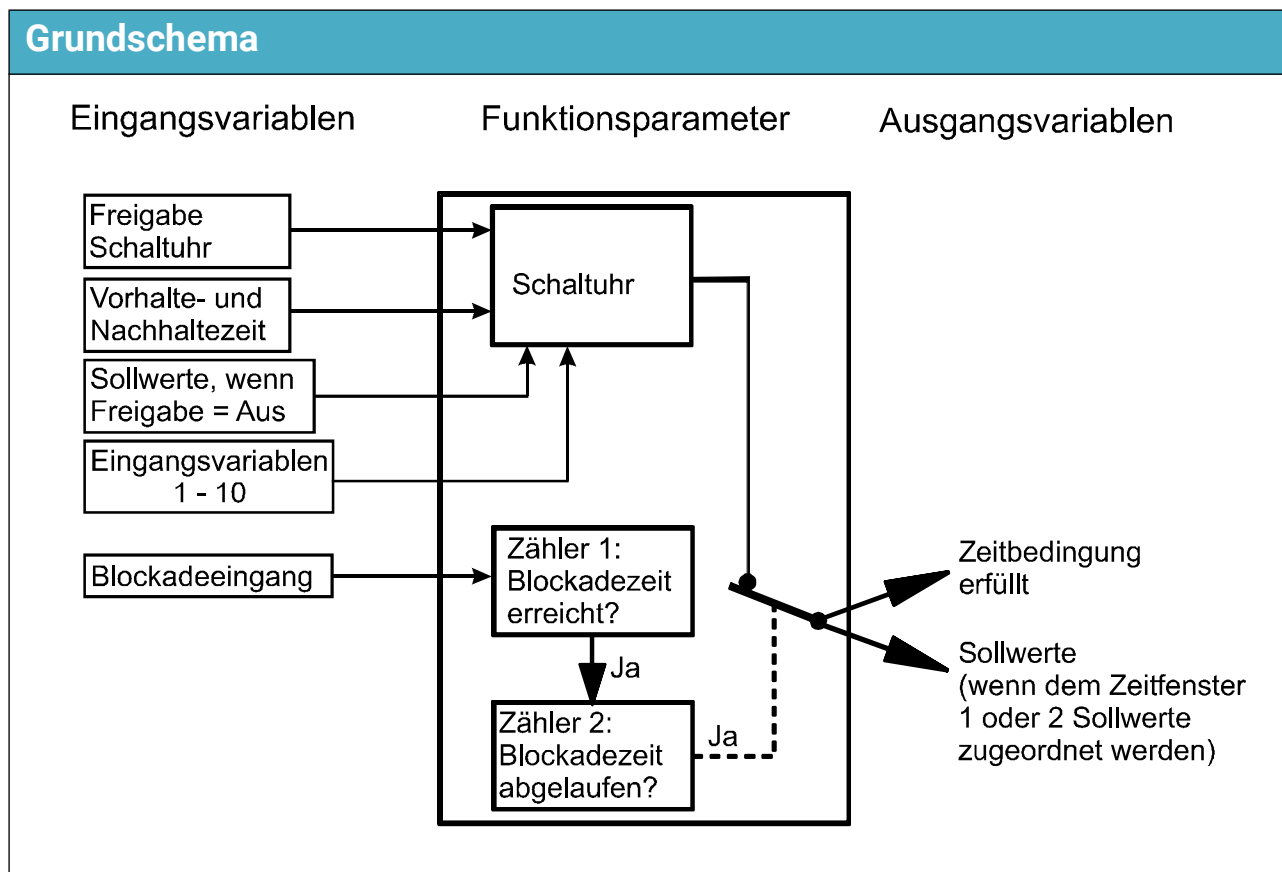 Grundschema
Eingangsvariablen
Funktionsparameter
Ausgangsvariablen
Freigabe
Schaltuhr
Vorhalte- und
Nachhaltezeit
Sollwerte, wenn
Freigabe = Aus
Eingangsvariablen
1 - 10
Blockadeeingang
Schaltuhr
Zähler 1:
Blockadezeit
erreicht?
Ja
Zähler 2:
Blockadezeit
abgelaufen?
Ja
Zeitbedingung
erfüllt
Sollwerte
(wenn dem Zeitfenster
1 oder 2 Sollwerte
zugeordnet werden)